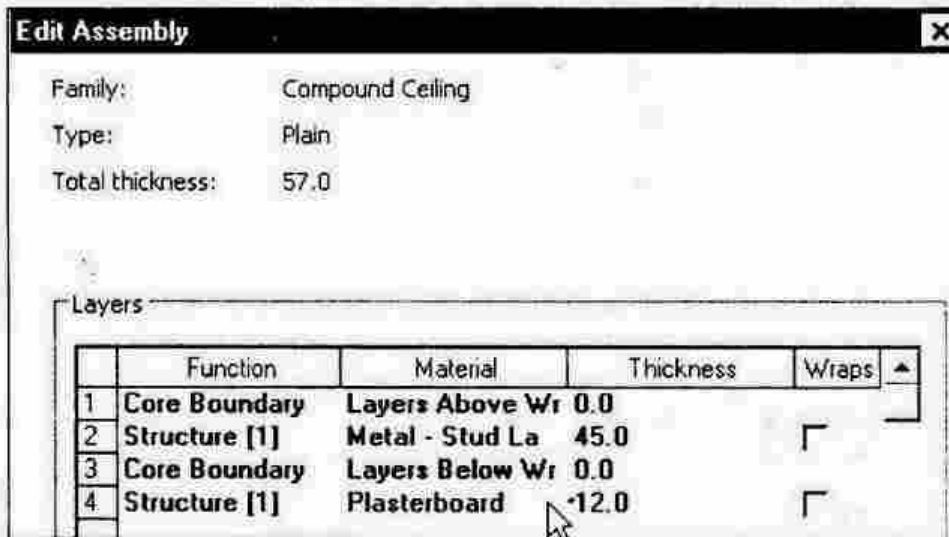 Edit Assembly
Family: Compound Ceiling
Type: Plain
Total thickness: 57.0
Layers
Function Material Thickness Wraps
1 Core Boundary Layers Above Wr 0.0
2 Structure [1] Metal - Stud La 45.0
3 Core Boundary Layers Below Wr 0.0
4 Structure [1] Plasterboard 12.0